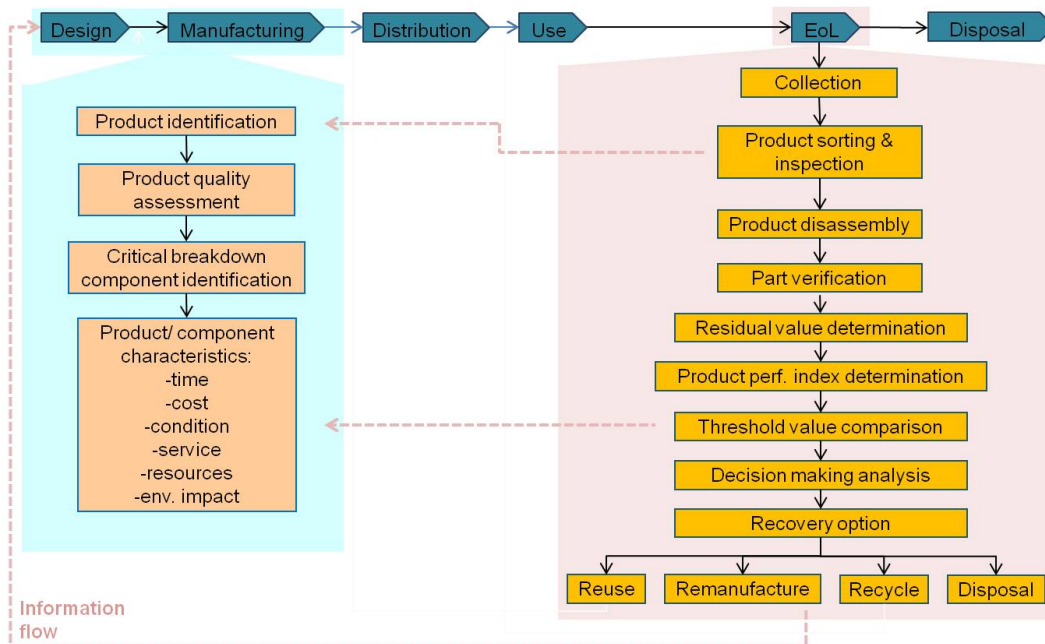 Design
Manufacturing
Distribution
Use
EoL
Disposal
Product identification
Product quality
assessment
Critical breakdown
component identification
Product/ component
characteristics:
-time
-cost
-condition
-service
-resources
-env. impact
Collection
Product sorting &
inspection
Product disassembly
Part verification
Residual value determination
Product perf. index determination
Threshold value comparison
Decision making analysis
Recovery option
Reuse
Remanufacture
Recycle
Disposal
Information
flow